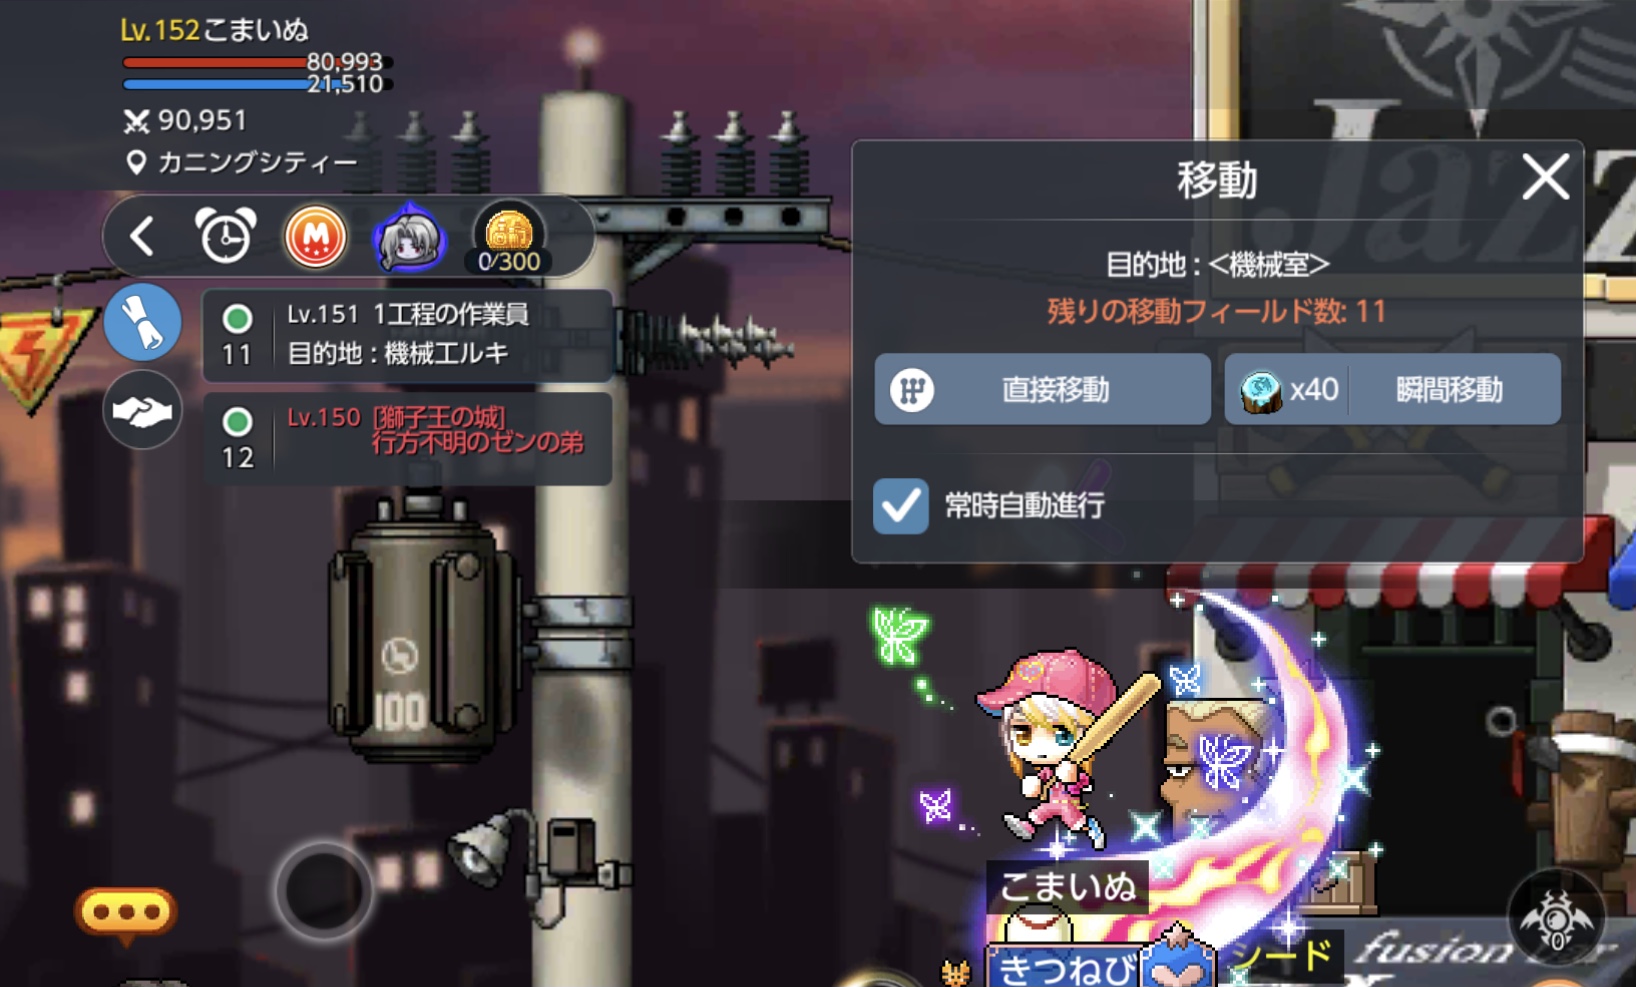 Lv.152こまいぬ
80,993
21,510
90,951
カニングシティー
M
0/300
11
Lv.151 1工程の作業員
目的地 : 機械エルキ
12
Lv.150 [獅子王の城]
行方不明のゼンの弟
移動
目的地 : <機械室>
残りの移動フィールド数: 11
直接移動
x40
瞬間移動
常時自動進行
Jazz
100
こまいぬ
きつねび
シード
fusion
0